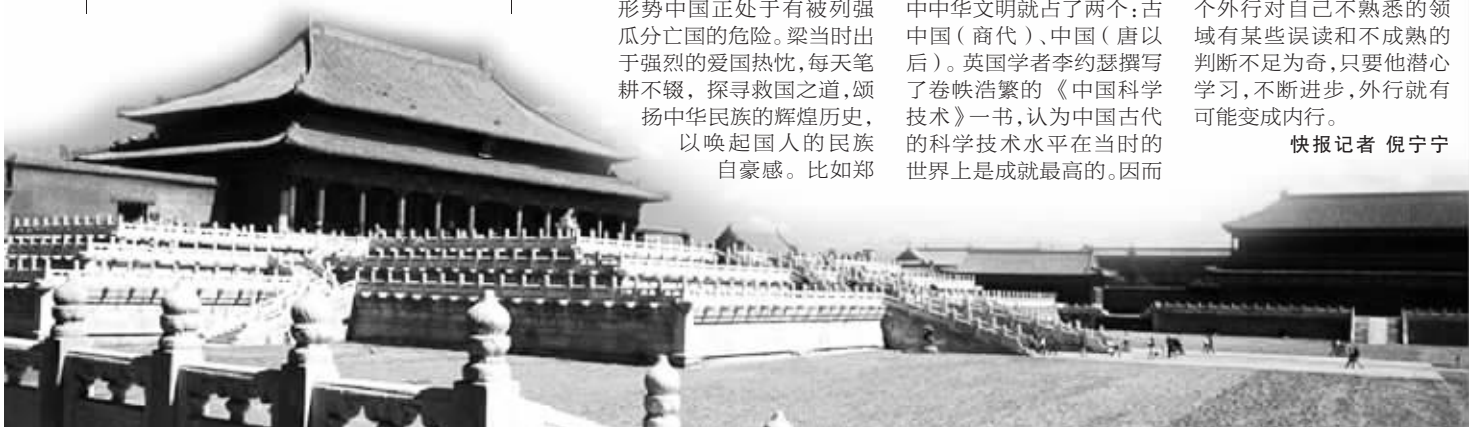 形势中国正处于有被列强
瓜分亡国的危险。梁当时出
于强烈的爱国热忱,每天笔
耕不辍,探寻救国之道,颂
扬中华民族的辉煌历史,
以唤起国人的民族
自豪感。比如郑
中中华文明就占了两个:古
中国(商代)、中国(唐以
后)。英国学者李约瑟撰写
了卷帙浩繁的《中国科学
技术》一书,认为中国古代
的科学技术水平在当时的
世界上是成就最高的。因而
个外行对自己不熟悉的领
域有某些误读和不成熟的
判断不足为奇,只要他潜心
学习,不断进步,外行就有
可能变成内行。
快报记者 倪宁宁